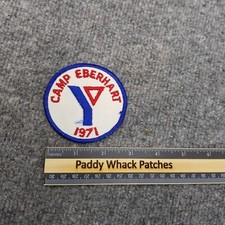 CAMP EBERHART
Y
1971
Paddy Whack Patches